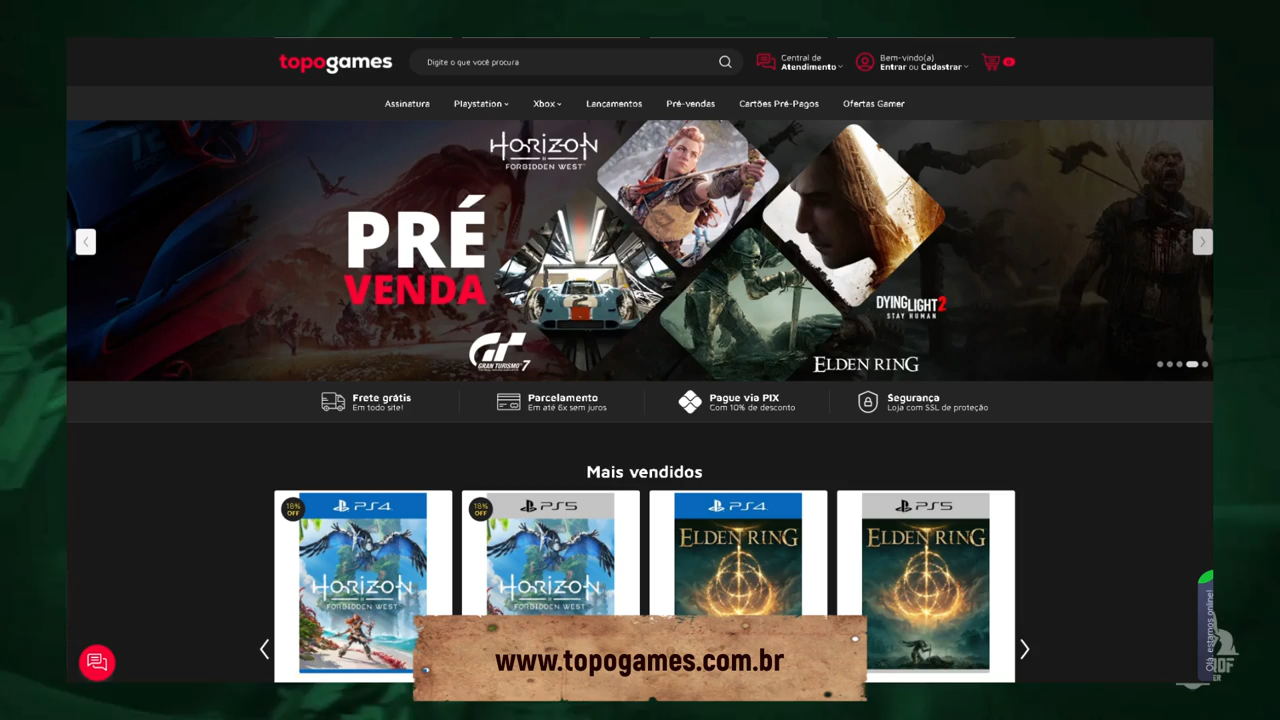 topogames
Digite o que você procura
Central de
Atendimento
Bem-vindo(a)
Entrar ou Cadastrar
0
Assinatura
Playstation
Xbox
Lançamentos
Pré-vendas
Cartões Pré-Pagos
Ofertas Gamer
HORIZON
FORBIDDEN WEST
PRÉ
VENDA
2
DYING LIGHT 2
STAY HUMAN
GT
GRAN TURISMO 7
ELDEN RING
Frete grátis
Em todo site!
Parcelamento
Em até 6x sem juros
Pague via PIX
Com 10% de desconto
Segurança
Loja com SSL de proteção
Mais vendidos
18%
OFF
PS4
HORIZON
FORBIDDEN WEST
18%
OFF
PS5
HORIZON
FORBIDDEN WEST
PS4
ELDEN RING
PS5
ELDEN RING
Olá, estamos online!
www.topogames.com.br